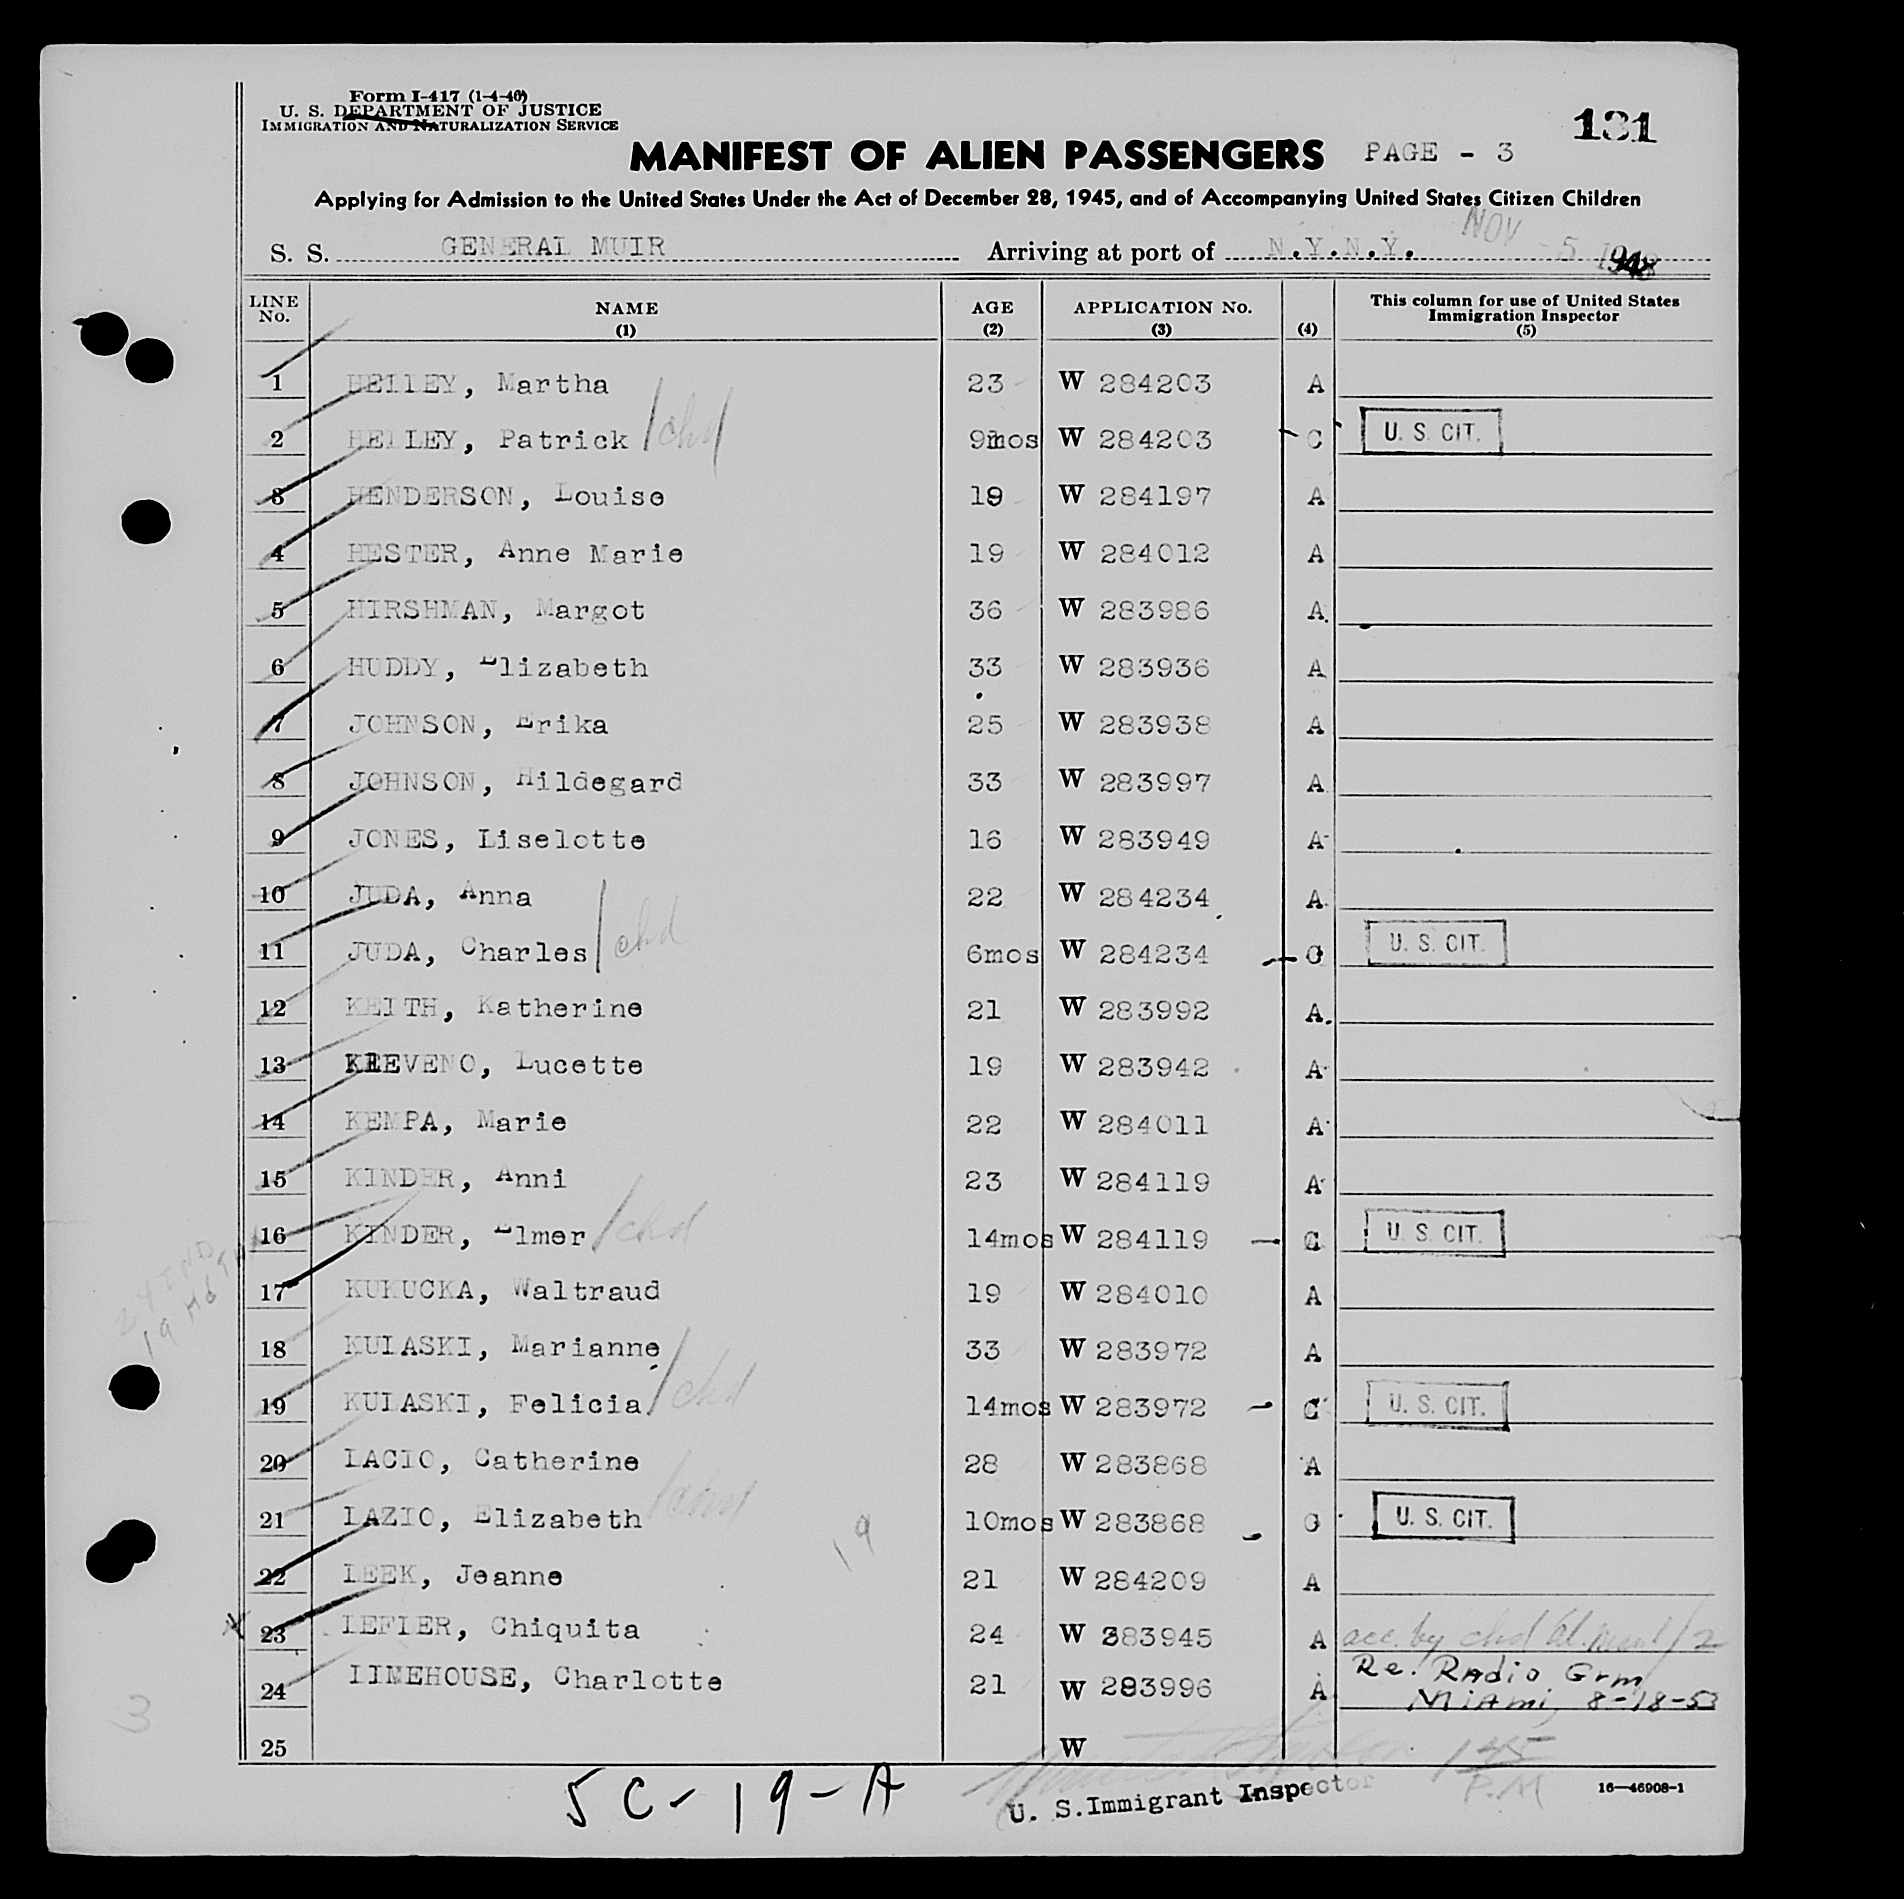 Form I-417 (1-4-46)
U. S. DEPARTMENT OF JUSTICE
IMMIGRATION AND NATURALIZATION SERVICE
131
MANIFEST OF ALIEN PASSENGERS PAGE - 3
Applying for Admission to the United States Under the Act of December 28, 1945, and of Accompanying United States Citizen Children
S. S. GENERAL MUIR Arriving at port of N.Y.N.Y. NOV - 5
LINE No. NAME (1) AGE (2) APPLICATION No. (3) (4) This column for use of United States Immigration Inspector (5)
1 HEILEY, Martha 23 W 284203 A
2 HEILEY, Patrick / chd / 9mos W 284203 - C U. S. CIT.
3 HENDERSON, Louise 19 W 284197 A
4 HESTER, Anne Marie 19 W 284012 A
5 HIRSHMAN, Margot 36 W 283986 A
6 HUDDY, Elizabeth 33 W 283936 A
7 JOHNSON, Erika 25 W 283938 A
8 JOHNSON, Hildegard 33 W 283997 A
9 JONES, Liselotte 16 W 283949 A
10 JUDA, Anna 22 W 284234 A
11 JUDA, Charles / chd 6mos W 284234 - C U. S. CIT.
12 KEITH, Katherine 21 W 283992 A
13 KLEVENO, Lucette 19 W 283942 A
14 KEMPA, Marie 22 W 284011 A
15 KINDER, Anni 23 W 284119 A
16 KINDER, Elmer / chd 14mos W 284119 - C U. S. CIT.
17 KUKUCKA, Waltraud 19 W 284010 A
18 KULASKI, Marianne 33 W 283972 A
19 KULASKI, Felicia / chd 14mos W 283972 - C U. S. CIT.
20 LACIO, Catherine 28 W 283868 A
21 LAZIO, Elizabeth / chd 10mos W 283868 - C U. S. CIT.
19
22 LEEK, Jeanne 21 W 284209 A
X 23 LEFLER, Chiquita 24 W 383945 A acc. by chd
24 LIMEHOUSE, Charlotte 21 W 283996 A Re. Radio Grm
Miami, 8-18-53
3
25 W
5C-19-A
145 P.M
U. S. Immigrant Inspector
16—46908-1